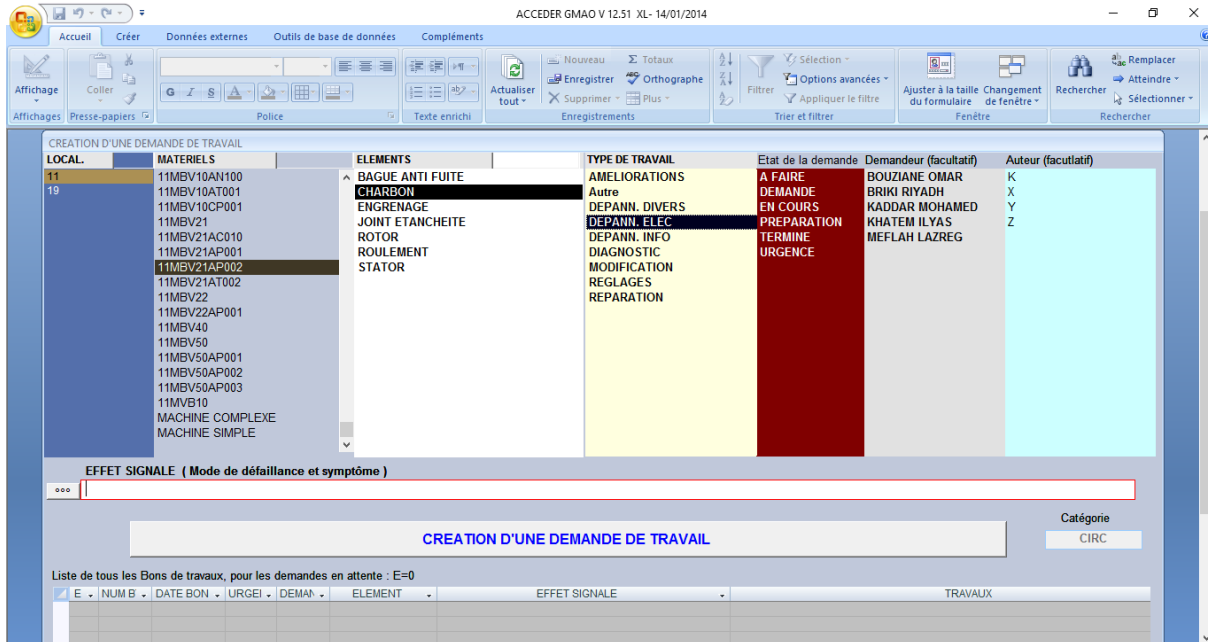 ACCEDER GMAO V 12.51 XL- 14/01/2014
Accueil Créer Données externes Outils de base de données Compléments
Affichage
Affichages
Coller
Presse-papiers
G I S A
Police
Texte enrichi
Actualiser tout
Nouveau
Enregistrer
Supprimer
Σ Totaux
Orthographe
Plus
Enregistrements
Filtrer
Sélection
Options avancées
Appliquer le filtre
Trier et filtrer
Ajuster à la taille du formulaire
Changement de fenêtre
Fenêtre
Rechercher
Remplacer
Atteindre
Sélectionner
Rechercher
CREATION D'UNE DEMANDE DE TRAVAIL
LOCAL.
11
19
MATERIELS
11MBV10AN100
11MBV10AT001
11MBV10CP001
11MBV21
11MBV21AC010
11MBV21AP001
11MBV21AP002
11MBV21AT002
11MBV22
11MBV22AP001
11MBV40
11MBV50
11MBV50AP001
11MBV50AP002
11MBV50AP003
11MVB10
MACHINE COMPLEXE
MACHINE SIMPLE
ELEMENTS
BAGUE ANTI FUITE
CHARBON
ENGRENAGE
JOINT ETANCHEITE
ROTOR
ROULEMENT
STATOR
TYPE DE TRAVAIL
AMELIORATIONS
Autre
DEPANN. DIVERS
DEPANN. ELEC
DEPANN. INFO
DIAGNOSTIC
MODIFICATION
REGLAGES
REPARATION
Etat de la demande
A FAIRE
DEMANDE
EN COURS
PREPARATION
TERMINE
URGENCE
Demandeur (facultatif)
BOUZIANE OMAR
BRIKI RIYADH
KADDAR MOHAMED
KHATEM ILYAS
MEFLAH LAZREG
Auteur (facutlatif)
K
X
Y
Z
EFFET SIGNALE ( Mode de défaillance et symptôme )
CREATION D'UNE DEMANDE DE TRAVAIL
Catégorie
CIRC
Liste de tous les Bons de travaux, pour les demandes en attente : E=0
E NUM B DATE BON URGEI DEMAN ELEMENT EFFET SIGNALE TRAVAUX